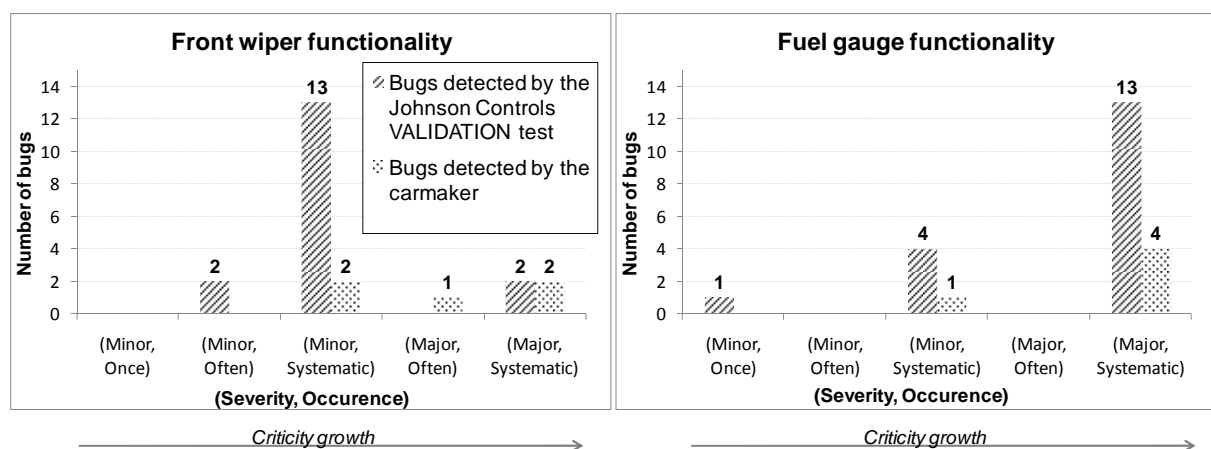 Front wiper functionality
Number of bugs
14
12
10
8
6
4
2
0
2
13
2
1
2
2
Bugs detected by the
Johnson Controls
VALIDATION test
Bugs detected by the
carmaker
(Minor,
Once)
(Minor,
Often)
(Minor,
Systematic)
(Major,
Often)
(Major,
Systematic)
(Severity, Occurence)
Criticity growth
Fuel gauge functionality
Number of bugs
14
12
10
8
6
4
2
0
1
4
1
13
4
(Minor,
Once)
(Minor,
Often)
(Minor,
Systematic)
(Major,
Often)
(Major,
Systematic)
(Severity, Occurence)
Criticity growth